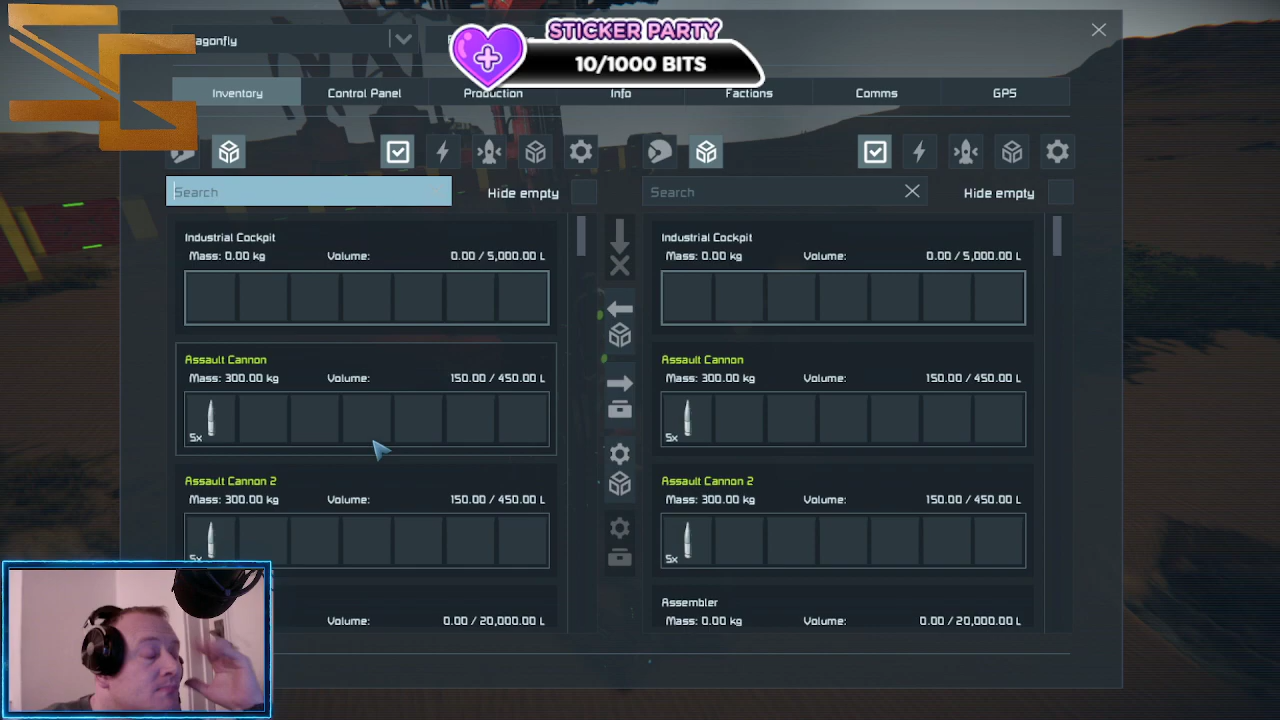 STICKER PARTY
10/1000 BITS
agonfly
Inventory Control Panel Production Info Factions Comms GPS
Search Hide empty Search Hide empty
Industrial Cockpit Industrial Cockpit
Mass: 0.00 kg Volume: 0.00 / 5,000.00 L Mass: 0.00 kg Volume: 0.00 / 5,000.00 L
Assault Cannon Assault Cannon
Mass: 300.00 kg Volume: 150.00 / 450.00 L Mass: 300.00 kg Volume: 150.00 / 450.00 L
5x 5x
Assault Cannon 2 Assault Cannon 2
Mass: 300.00 kg Volume: 150.00 / 450.00 L Mass: 300.00 kg Volume: 150.00 / 450.00 L
5x 5x
Assembler
Volume: 0.00 / 20,000.00 L Mass: 0.00 kg Volume: 0.00 / 20,000.00 L